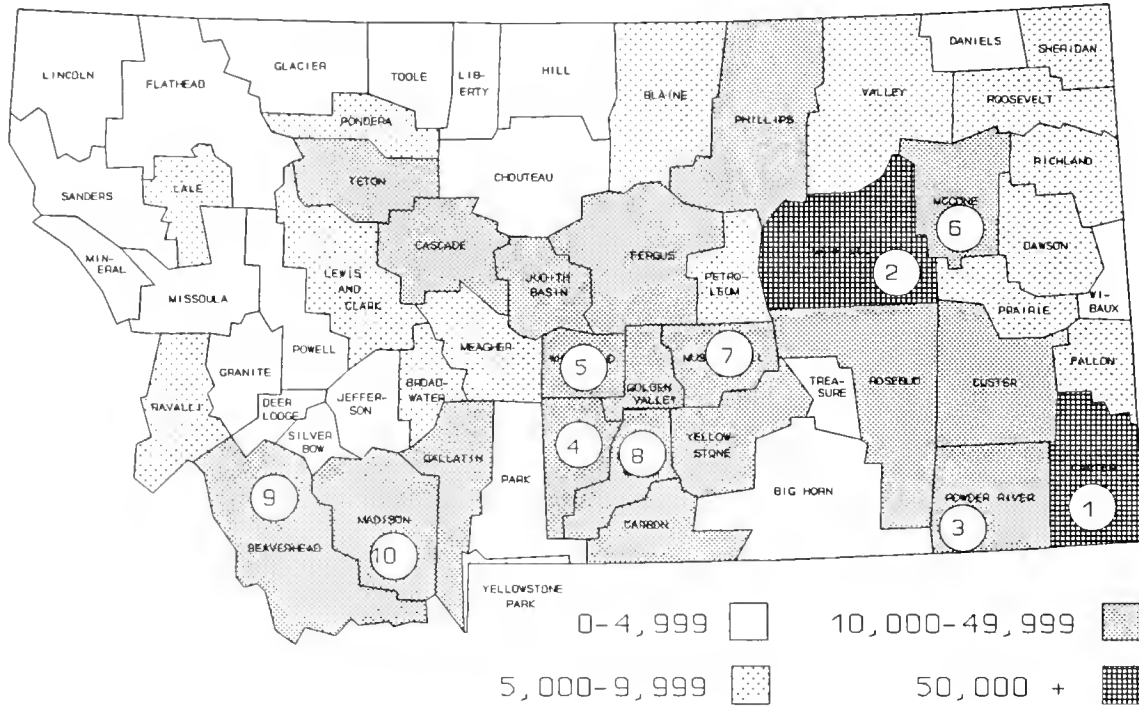 DANIELS
SHERIDAN
LINCOLN
FLATHEAD
GLACIER
TOOLE
LIB-
ERTY
HILL
BLAINE
PHILLIPS
VALLEY
ROOSEVELT
PONDERA
RICHLAND
SANDERS
LAKE
TETON
CHOUTEAU
MCCONE
6
DAWSON
CASCADE
JUDITH
BASIN
FERGUS
PETRO-
LEUM
2
MIN-
ERAL
MISSOULA
LEWIS
AND
CLARK
PRAIRIE
WI-
BAUX
POWELL
MEAGHER
5
7
FALLON
GRANITE
BROAD-
WATER
GOLDEN
VALLEY
TREA-
SURE
ROSEBUD
CUSTER
RAVALLI
DEER
LODGE
JEFFER-
SON
SILVER
BOW
GALLATIN
PARK
4
8
YELLOW-
STONE
BIG HORN
CARTER
1
POWDER RIVER
3
9
MADISON
10
CARBON
BEAVERHEAD
YELLOWSTONE
PARK
0-4,999
10,000-49,999
5,000-9,999
50,000 +